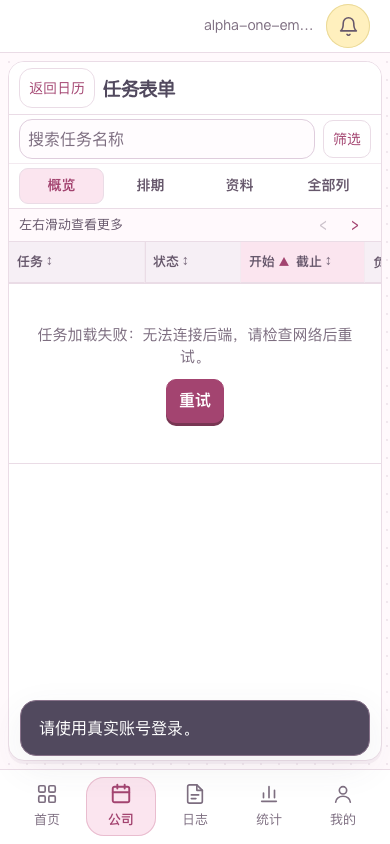 alpha-one-em...
返回日历
任务表单
搜索任务名称
筛选
概览
排期
资料
全部列
左右滑动查看更多
任务
状态
开始 ▲ 截止
任务加载失败：无法连接后端，请检查网络后重
试。
重试
请使用真实账号登录。
首页
公司
日志
统计
我的